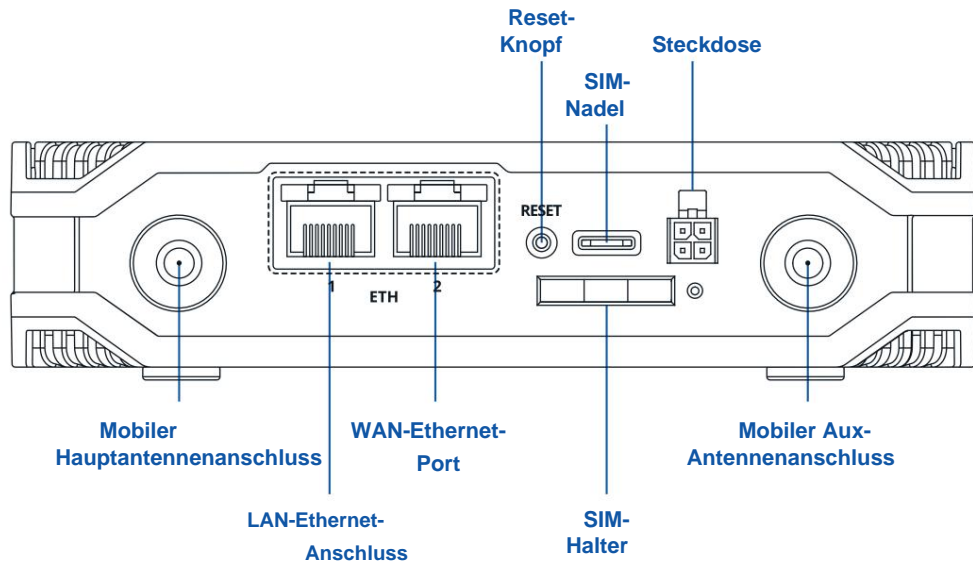 Reset-
Knopf
Steckdose
SIM-
Nadel
RESET
1
2
ETH
Mobiler
Hauptantennenanschluss
WAN-Ethernet-
Port
Mobiler Aux-
Antennenanschluss
LAN-Ethernet-
Anschluss
SIM-
Halter